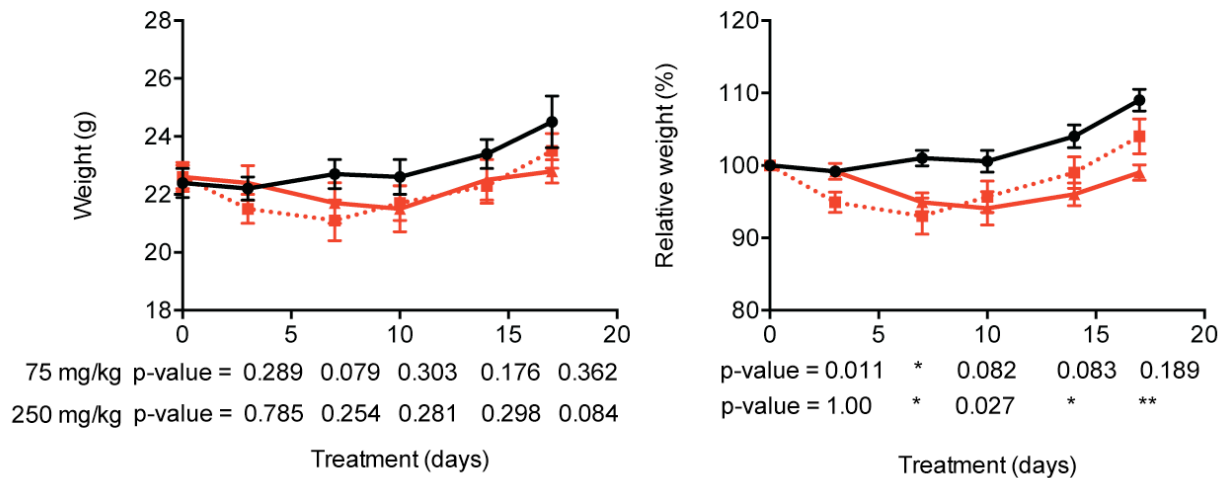 28
26
24
22
20
18
Weight (g)
0 5 10 15 20
75 mg/kg p-value = 0.289 0.079 0.303 0.176 0.362
250 mg/kg p-value = 0.785 0.254 0.281 0.298 0.084
Treatment (days)
120
110
100
90
80
Relative weight (%)
0 5 10 15 20
p-value = 0.011 * 0.082 0.083 0.189
p-value = 1.00 * 0.027 * **
Treatment (days)